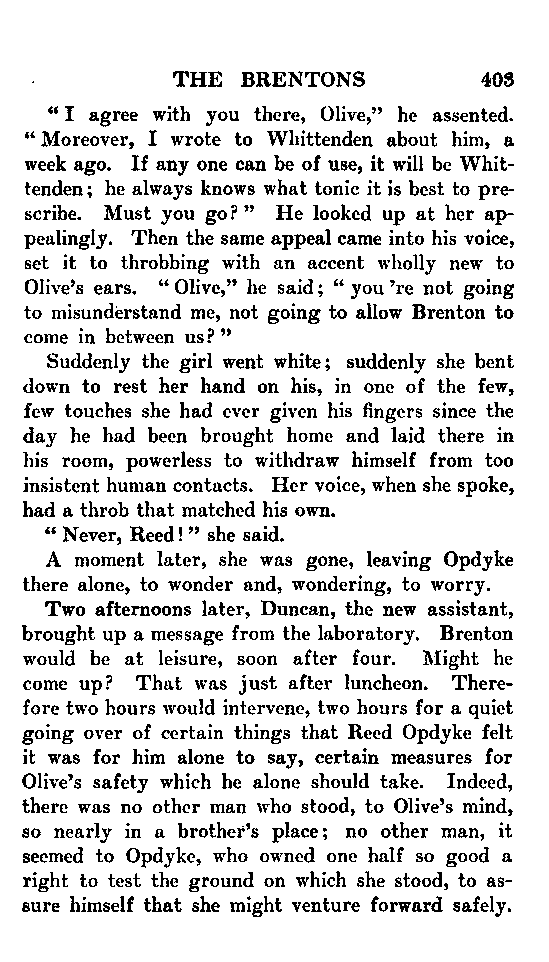 THE BRENTONS 403
“ I agree with you there, Olive,” he assented.
“ Moreover, I wrote to Whittenden about him, a
week ago. If any one can be of use, it will be Whit-
tenden; he always knows what tonic it is best to pre-
scribe. Must you go? ” He looked up at her ap-
pealingly. Then the same appeal came into his voice,
set it to throbbing with an accent wholly new to
Olive’s ears. “ Olive,” he said; “ you ’re not going
to misunderstand me, not going to allow Brenton to
come in between us? ”
Suddenly the girl went white; suddenly she bent
down to rest her hand on his, in one of the few,
few touches she had ever given his fingers since the
day he had been brought home and laid there in
his room, powerless to withdraw himself from too
insistent human contacts. Her voice, when she spoke,
had a throb that matched his own.
“ Never, Reed! ” she said.
A moment later, she was gone, leaving Opdyke
there alone, to wonder and, wondering, to worry.
Two afternoons later, Duncan, the new assistant,
brought up a message from the laboratory. Brenton
would be at leisure, soon after four. Might he
come up? That was just after luncheon. There-
fore two hours would intervene, two hours for a quiet
going over of certain things that Reed Opdyke felt
it was for him alone to say, certain measures for
Olive’s safety which he alone should take. Indeed,
there was no other man who stood, to Olive’s mind,
so nearly in a brother’s place; no other man, it
seemed to Opdyke, who owned one half so good a
right to test the ground on which she stood, to as-
sure himself that she might venture forward safely.